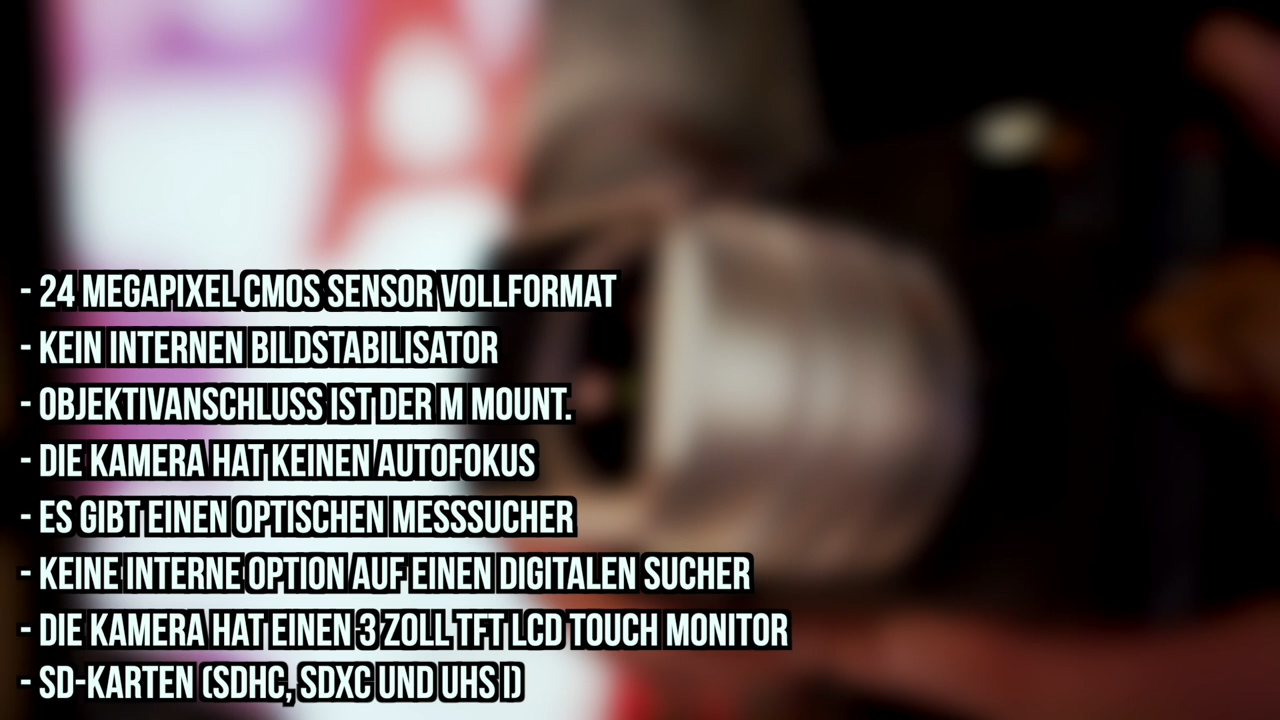 - 24 MEGAPIXEL CMOS SENSOR VOLLFORMAT
- KEIN INTERNEN BILDSTABILISATOR
- OBJEKTIVANSCHLUSS IST DER M MOUNT.
- DIE KAMERA HAT KEINEN AUTOFOKUS
- ES GIBT EINEN OPTISCHEN MESSSUCHER
- KEINE INTERNE OPTION AUF EINEN DIGITALEN SUCHER
- DIE KAMERA HAT EINEN 3 ZOLL TFT LCD TOUCH MONITOR
- SD-KARTEN (SDHC, SDXC UND UHS I)